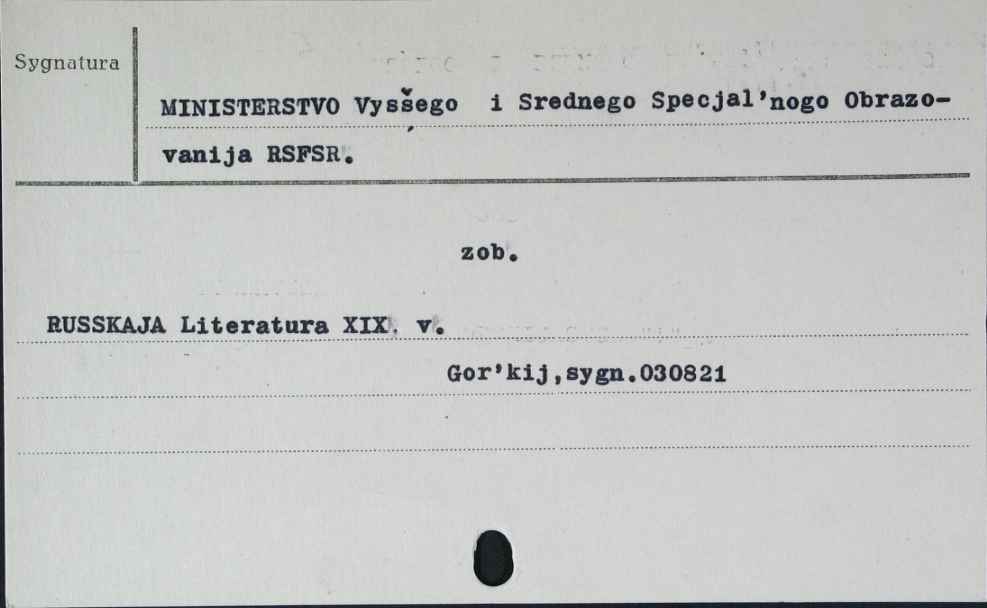 Sygnatura
MINISTERSTVO Vysšego i Srednego Specjal'nogo Obrazo-
vanija RSFSR.
zob.
RUSSKAJA Literatura XIX. v.
Gor'kij,sygn.030821